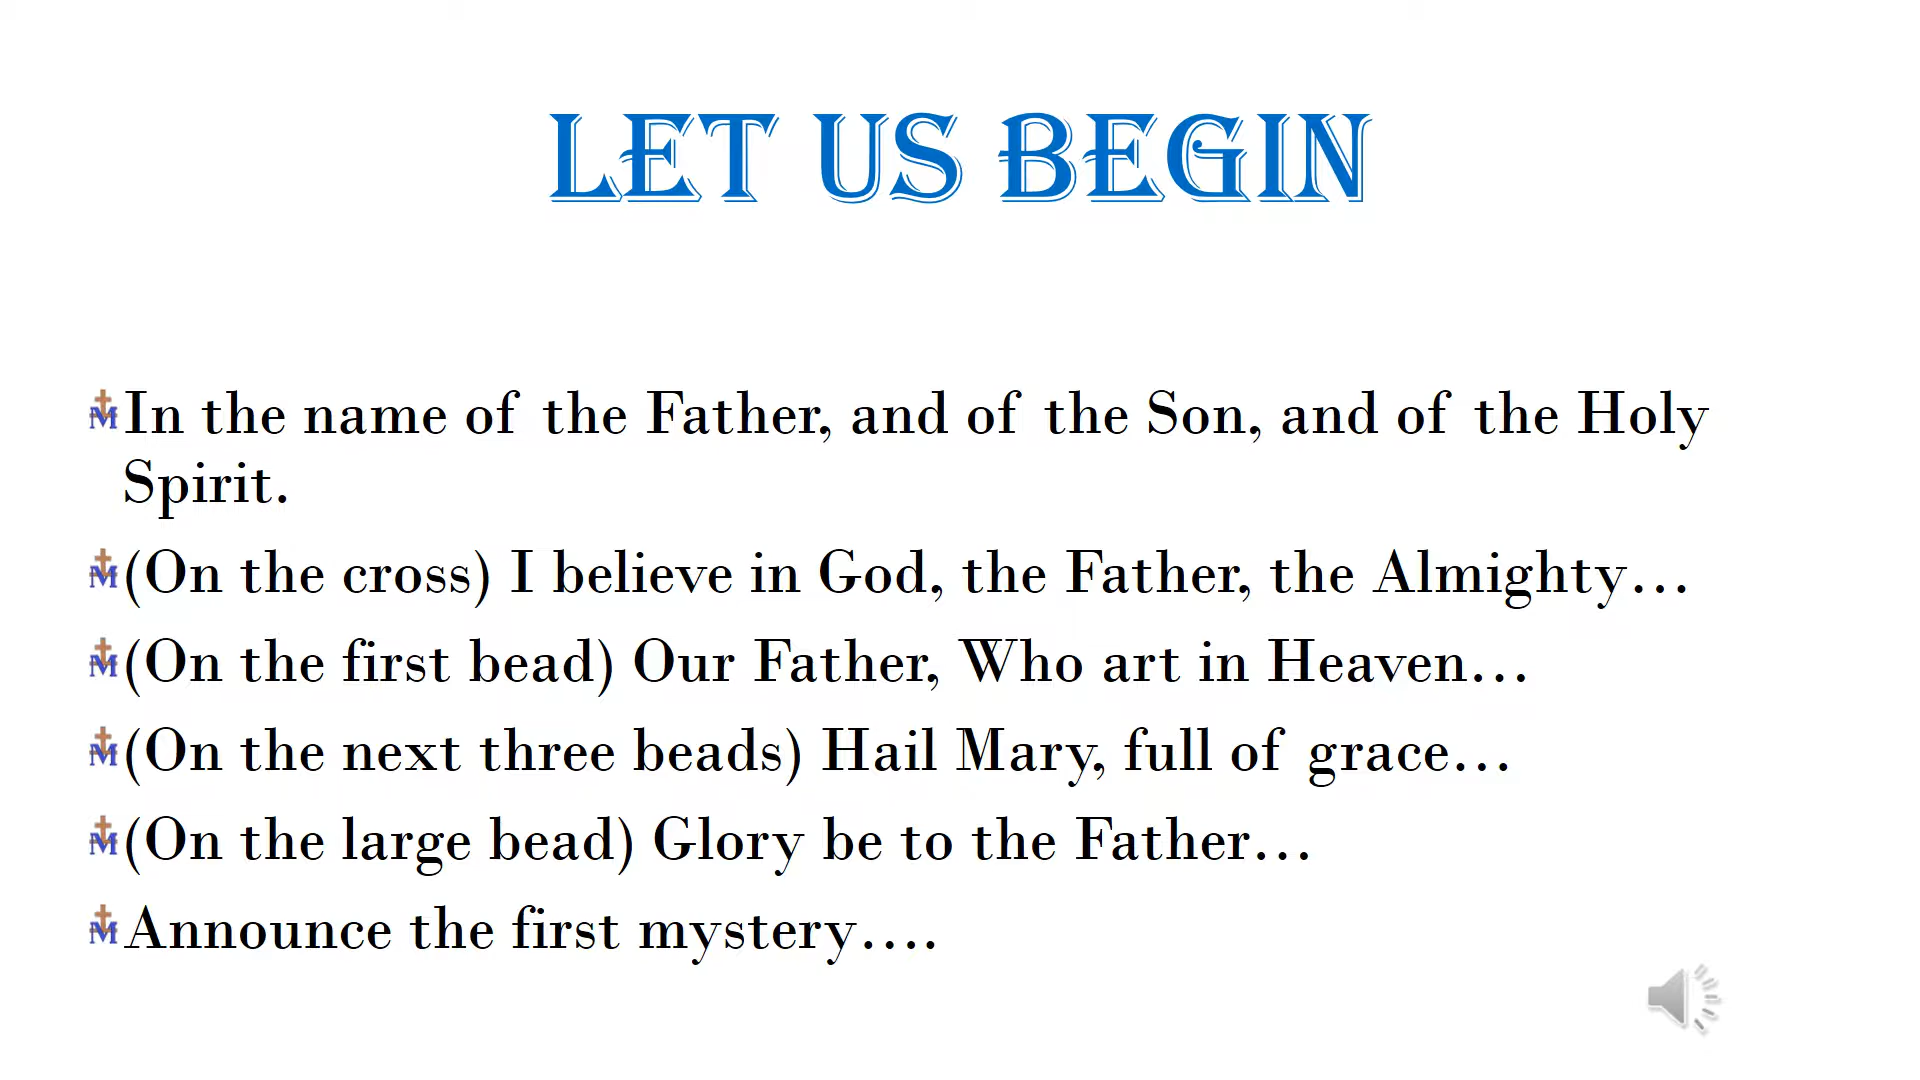 LET US BEGIN
In the name of the Father, and of the Son, and of the Holy
Spirit.
(On the cross) I believe in God, the Father, the Almighty…
(On the first bead) Our Father, Who art in Heaven…
(On the next three beads) Hail Mary, full of grace…
(On the large bead) Glory be to the Father…
Announce the first mystery….